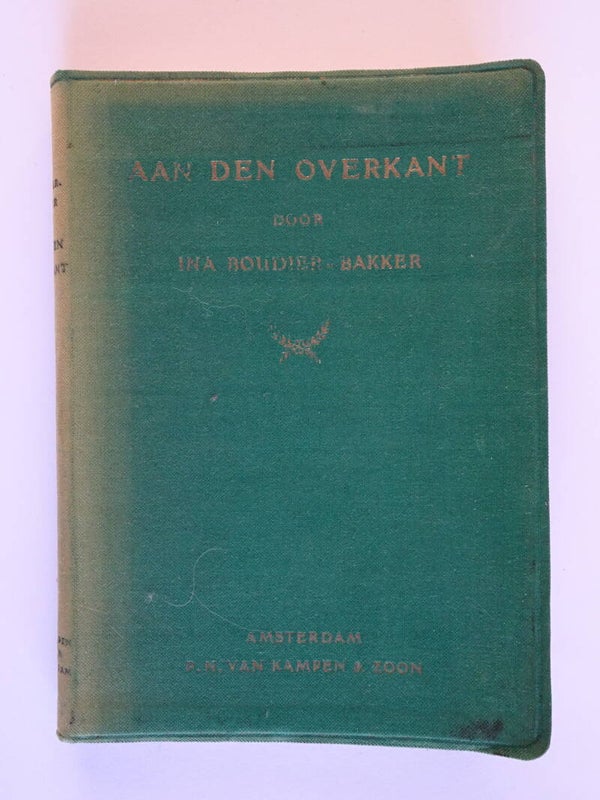 AAN DEN OVERKANT
DOOR
INA BOUDIER-BAKKER
AMSTERDAM
P. N. VAN KAMPEN & ZOON